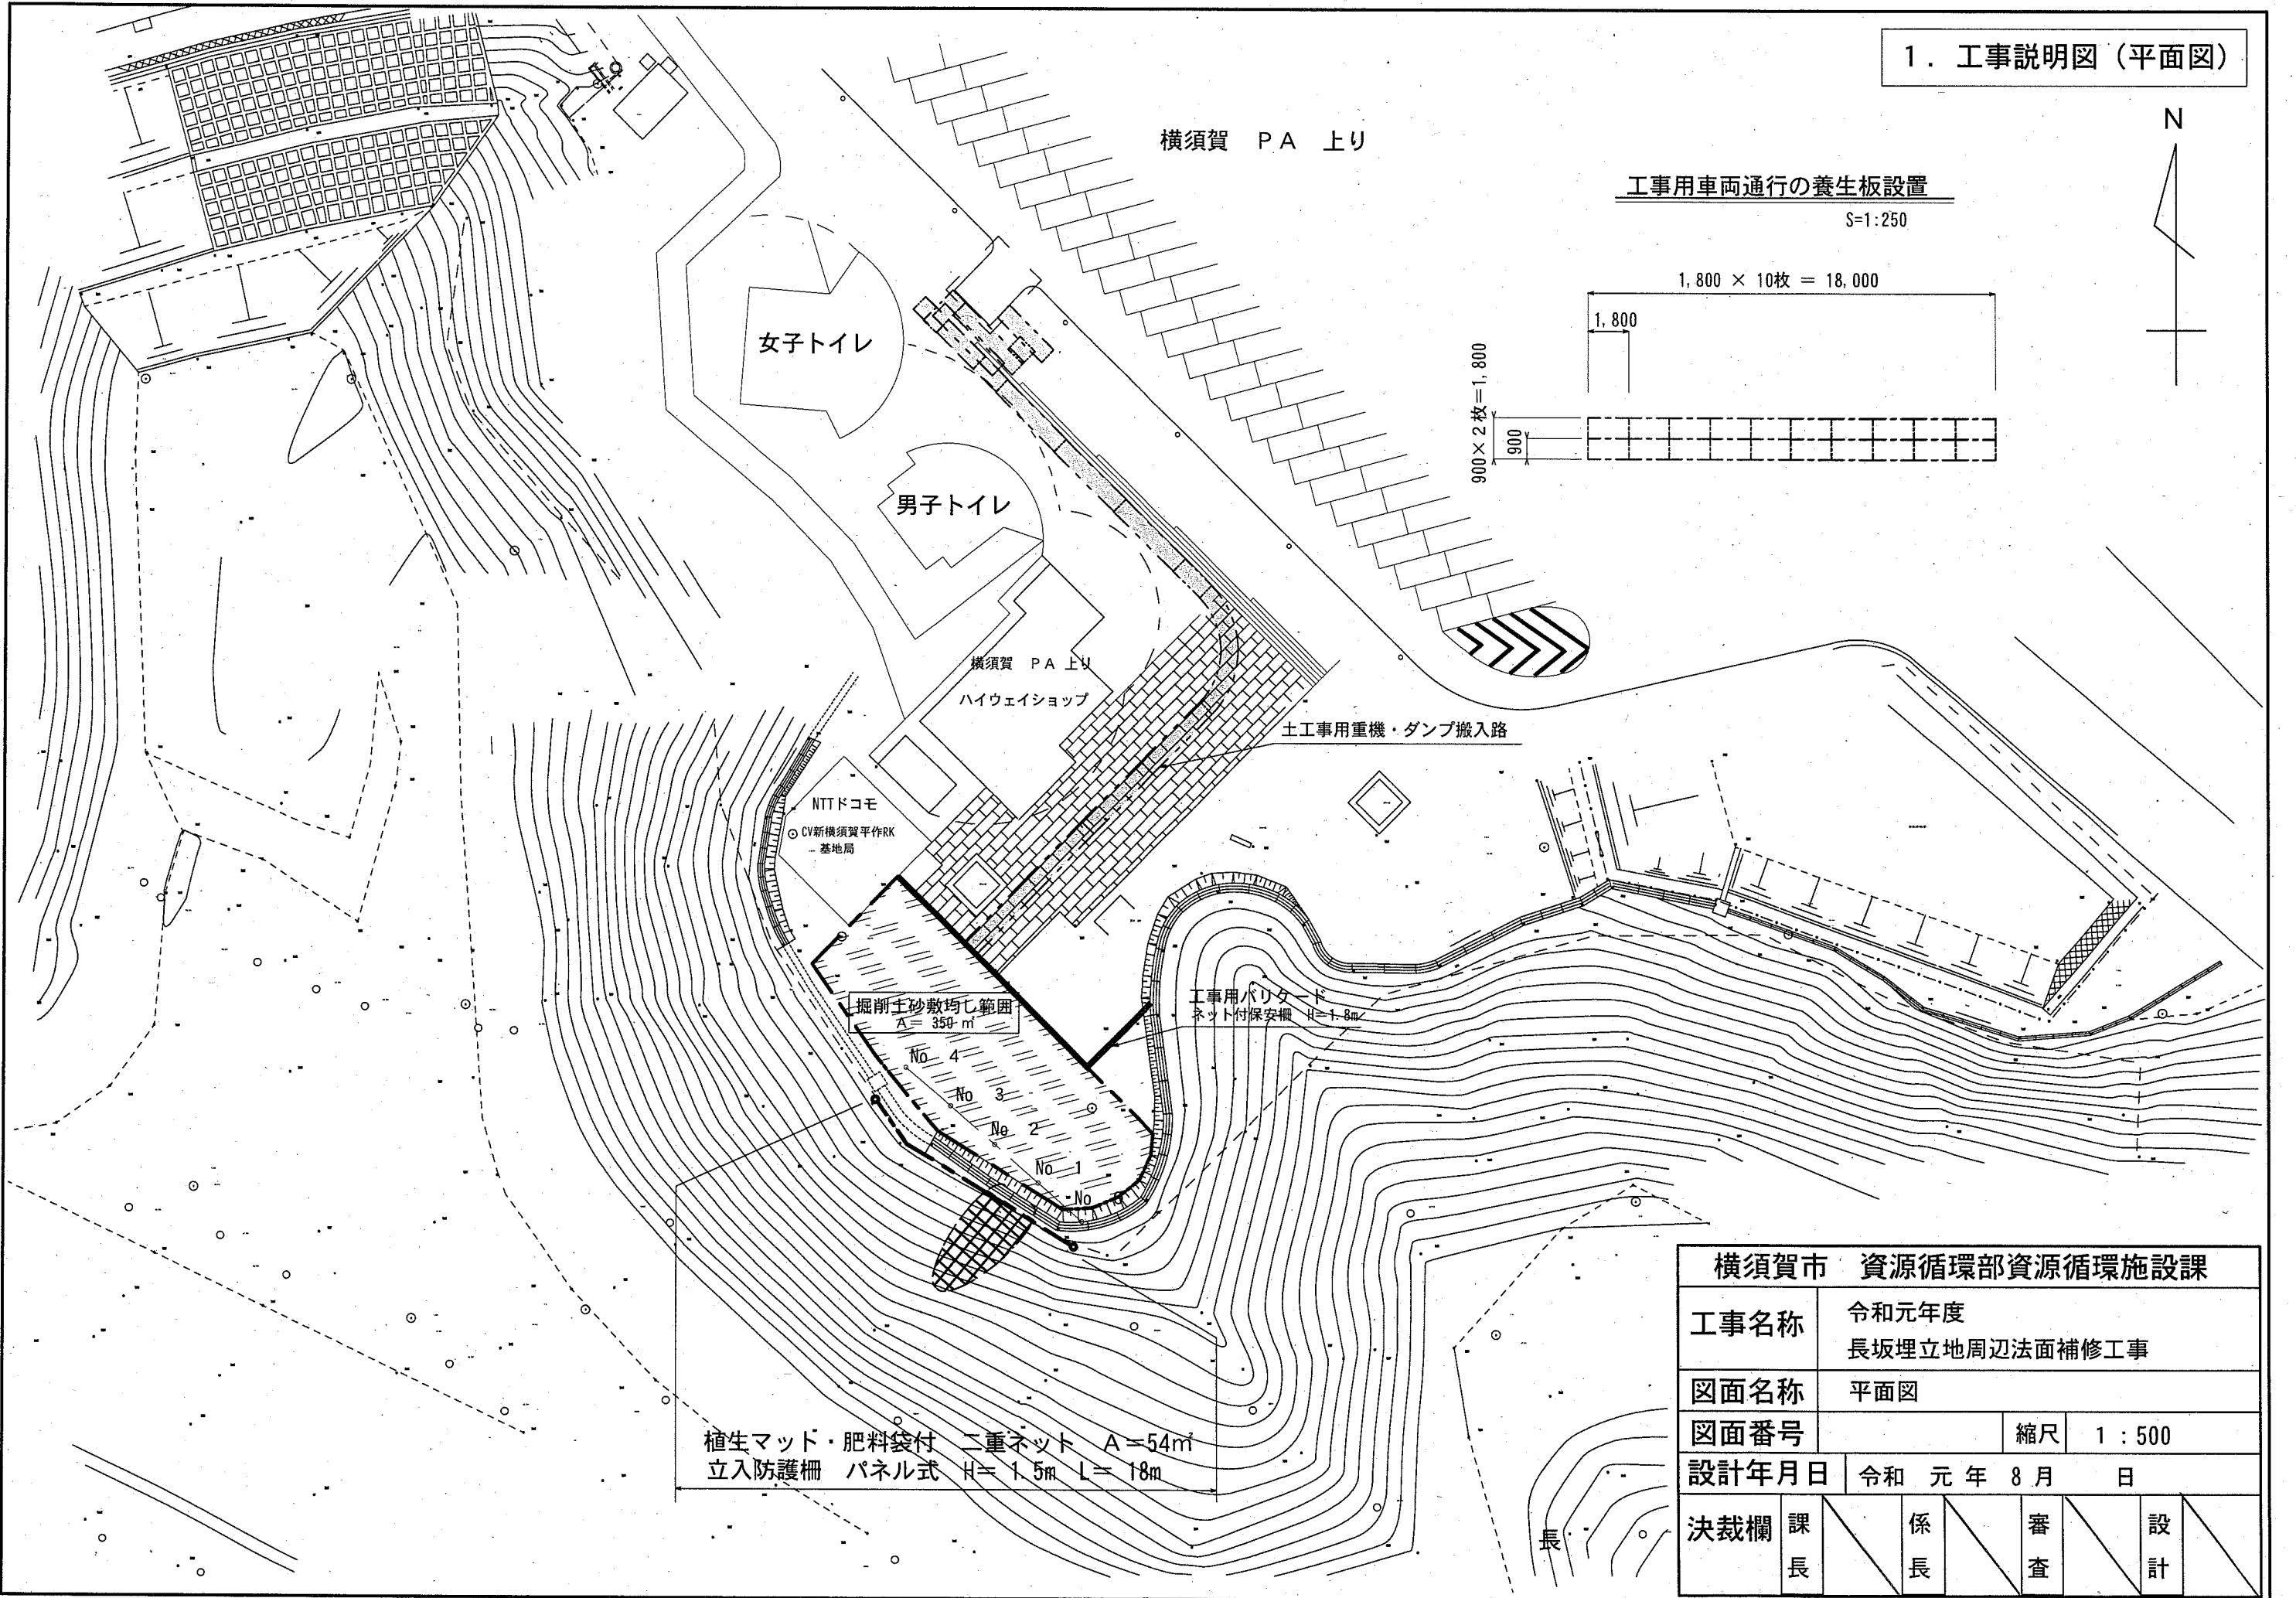 1．工事説明図（平面図）
横須賀　ＰＡ　上り
N
工事用車両通行の養生板設置
S=1:250
1,800 × 10枚 ＝ 18,000
1,800
900×2枚=1,800
900
女子トイレ
男子トイレ
横須賀　ＰＡ 上り
ハイウェイショップ
土工事用重機・ダンプ搬入路
NTTドコモ
CV新横須賀平作RK
基地局
掘削土砂敷均し範囲
A＝ 350 ㎡
工事用バリケード
ネット付保安柵　H＝1.8m
No 4
No 3
No 2
No 1
No 0
植生マット・肥料袋付　二重ネット　Ａ＝54㎡
立入防護柵　パネル式　H＝ 1.5m　L＝ 18m
長
横須賀市　資源循環部資源循環施設課
工事名称　令和元年度
長坂埋立地周辺法面補修工事
図面名称　平面図
図面番号　縮尺　1：500
設計年月日　令和 元 年 8 月　日
決裁欄　課長　係長　審査　設計